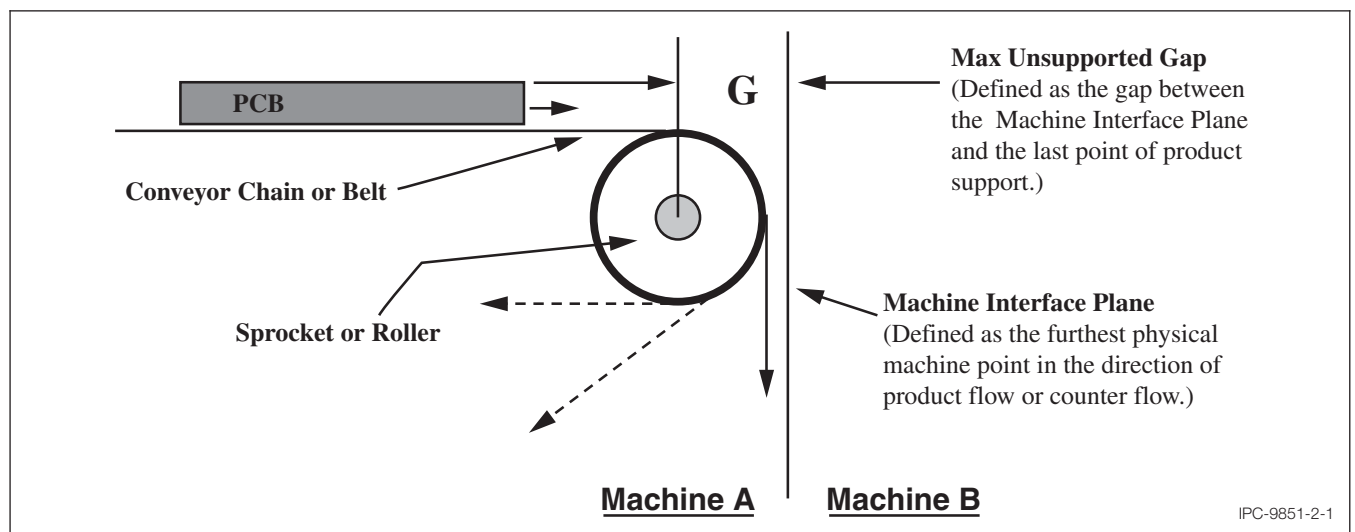 PCB
G
Max Unsupported Gap
(Defined as the gap between
the Machine Interface Plane
and the last point of product
support.)
Conveyor Chain or Belt
Sprocket or Roller
Machine Interface Plane
(Defined as the furthest physical
machine point in the direction of
product flow or counter flow.)
Machine A
Machine B
IPC-9851-2-1